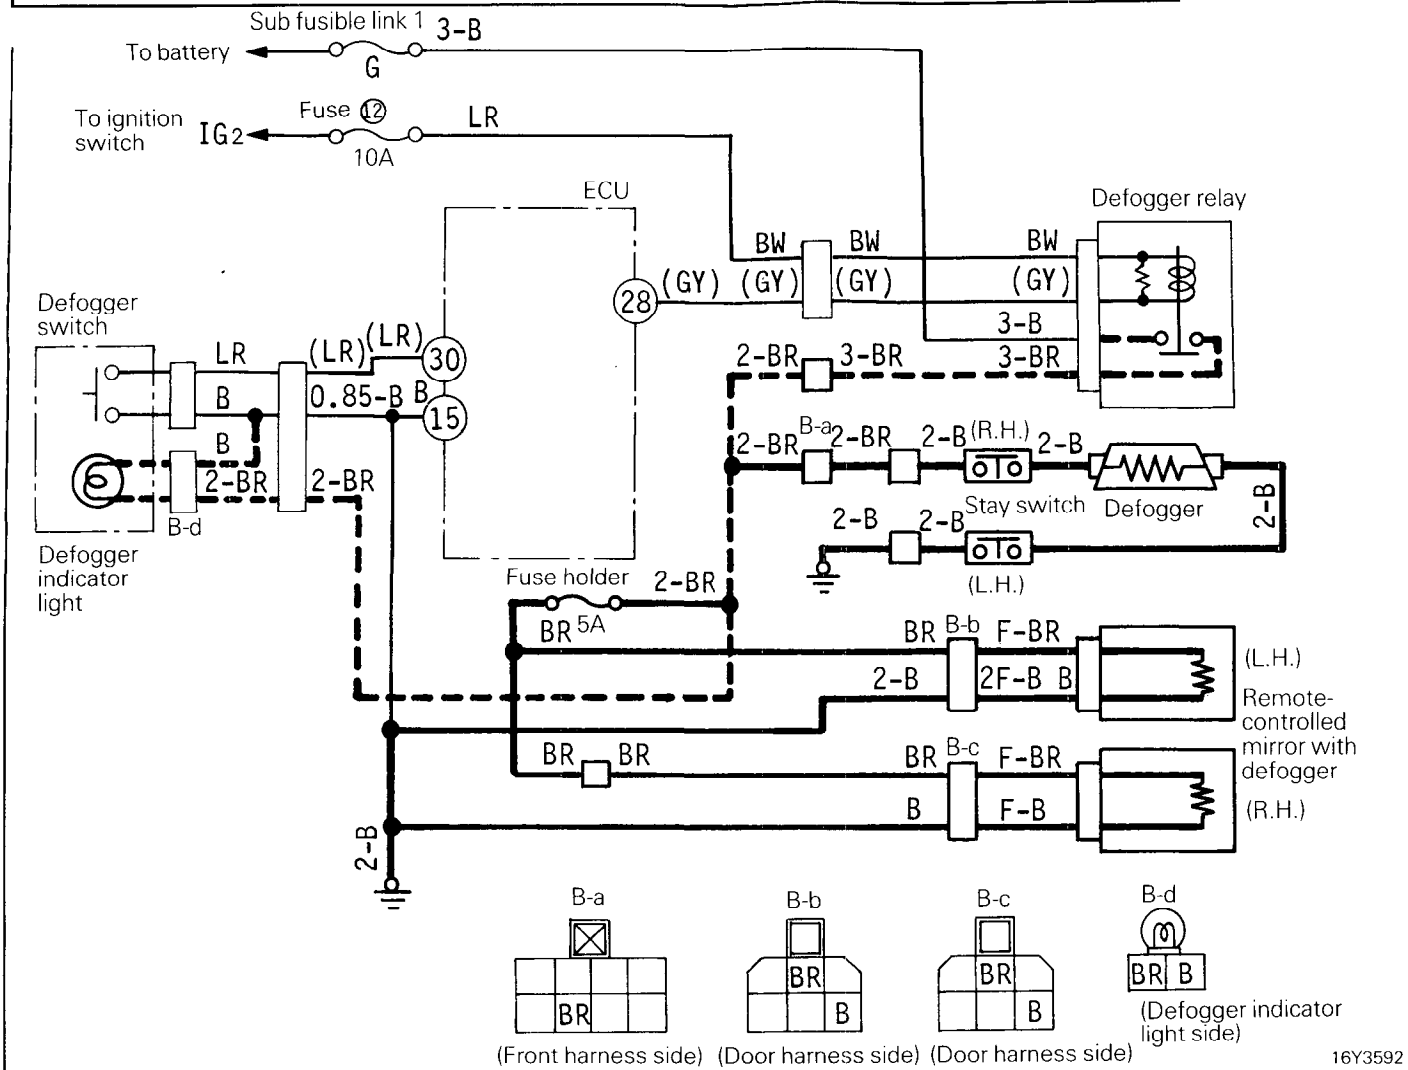 Sub fusible link 1
3-B
To battery
G
Fuse 12
LR
To ignition
switch
IG2
10A
ECU
Defogger relay
BW BW BW
28 (GY) (GY) (GY) (GY)
Defogger
switch
3-B
LR (LR) (LR) 30
2-BR 3-BR 3-BR
B 0.85-B B 15
B
2-BR 2-BR
B-d
2-BR B-a 2-BR 2-B (R.H.) 2-B
Stay switch Defogger
2-B
2-B 2-B
(L.H.)
Defogger
indicator
light
Fuse holder
2-BR
5A
BR
BR B-b F-BR
(L.H.)
2-B 2F-B B
Remote-
controlled
mirror with
defogger
(R.H.)
BR BR
BR B-c F-BR
B F-B
2-B
B-a B-b B-c B-d
BR BR BR B
BR B B
(Front harness side) (Door harness side) (Door harness side)
(Defogger indicator
light side)
16Y3592